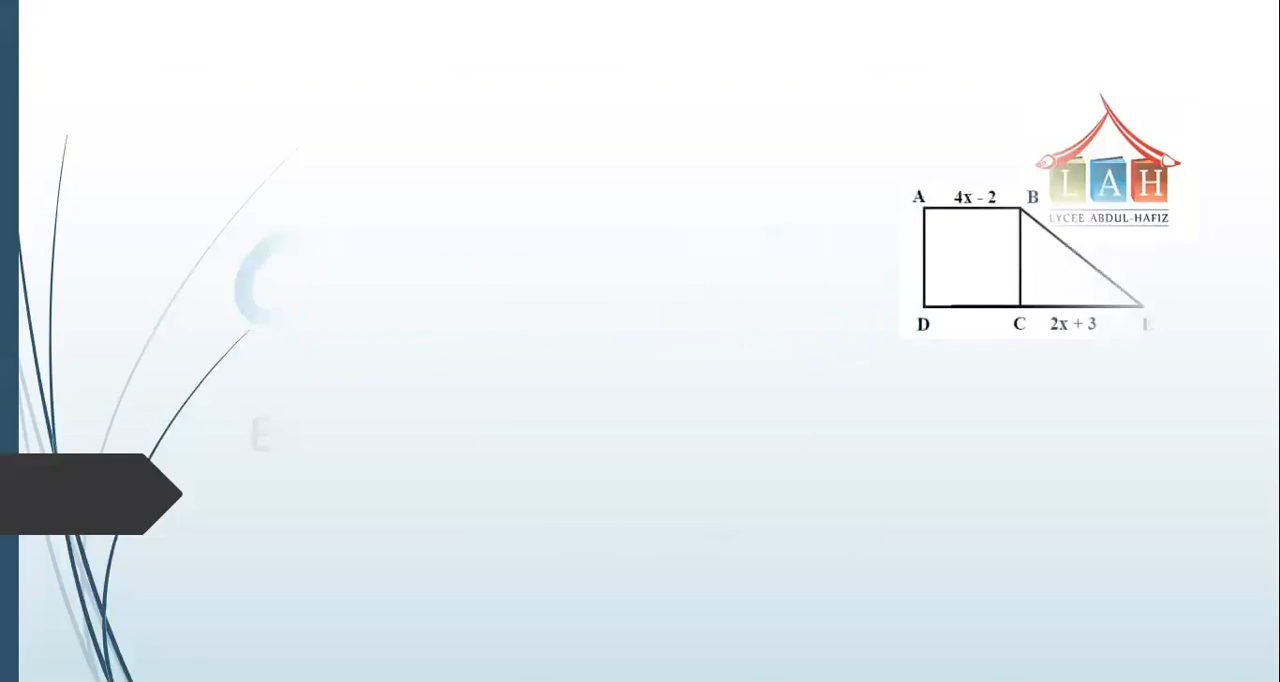 L A H
LYCEE ABDUL-HAFIZ
A 4x - 2 B
D C 2x + 3 E